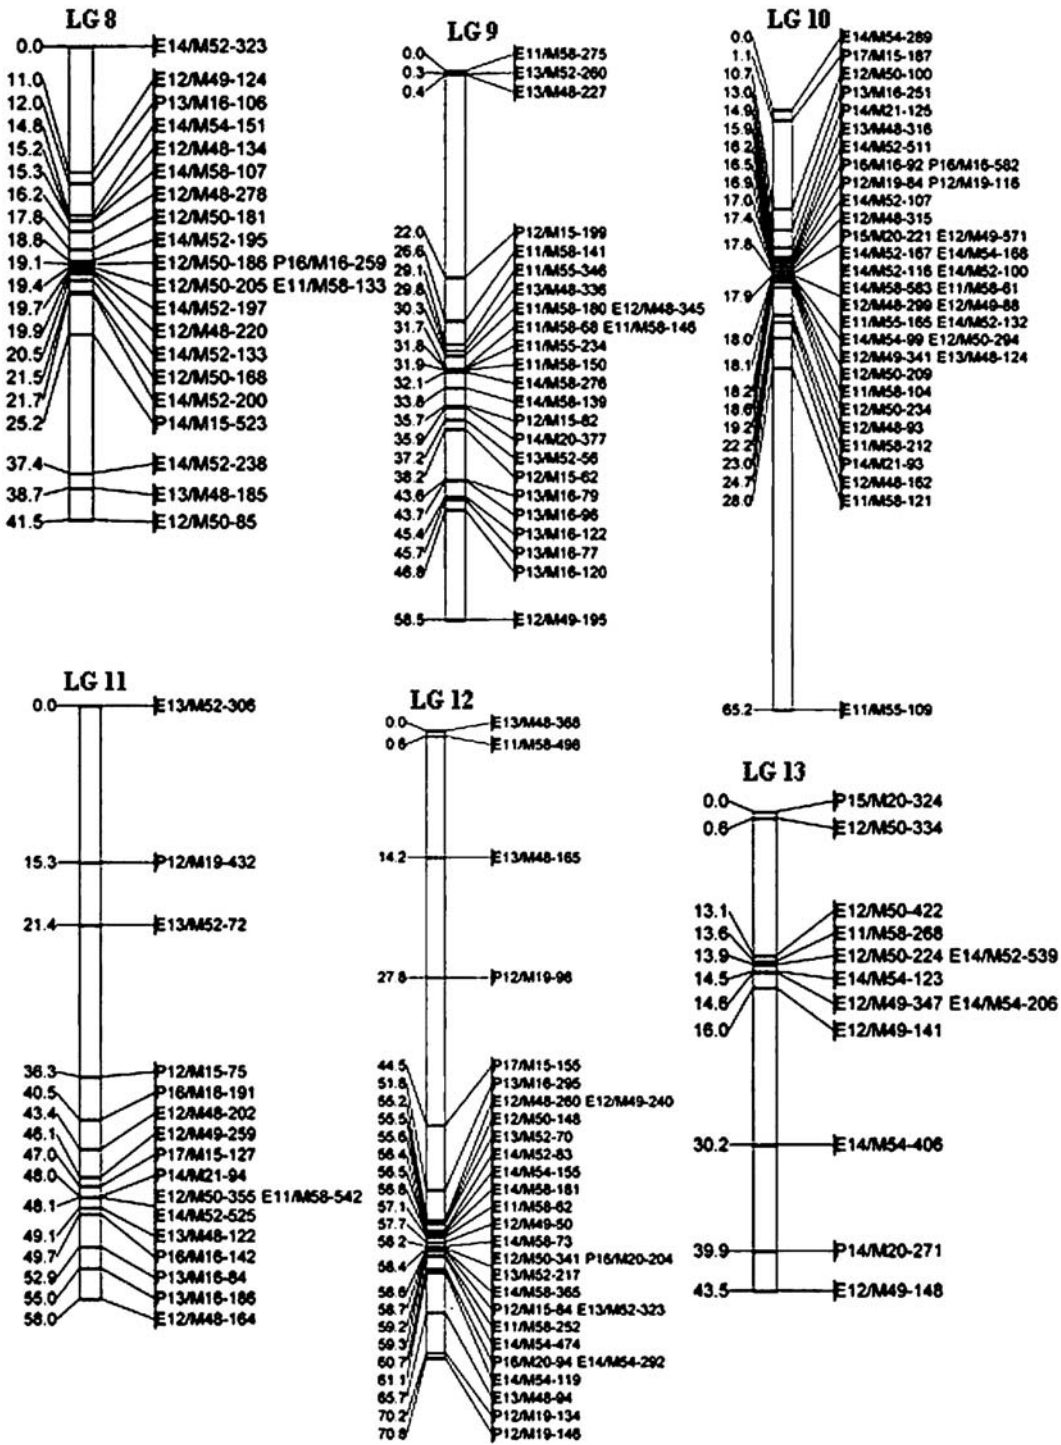 LG 8
0.0 E14/M52-323
11.0 E12/M49-124
12.0 P13/M16-106
14.8 E14/M54-151
15.2 E12/M48-134
15.3 E14/M58-107
16.2 E12/M48-278
17.8 E12/M50-181
18.8 E14/M52-195
19.1 E12/M50-186 P16/M16-259
19.4 E12/M50-205 E11/M58-133
19.7 E14/M52-197
19.9 E12/M48-220
20.5 E14/M52-133
21.5 E12/M50-168
21.7 E14/M52-200
25.2 P14/M15-523
37.4 E14/M52-238
38.7 E13/M48-185
41.5 E12/M50-85
LG 9
0.0 E11/M58-275
0.3 E13/M52-260
0.4 E13/M48-227
22.0 P12/M15-199
26.6 E11/M58-141
29.1 E11/M55-346
29.8 E13/M48-336
30.3 E11/M58-180 E12/M48-345
31.7 E11/M58-68 E11/M58-146
31.8 E11/M55-234
31.9 E11/M58-150
32.1 E14/M58-276
33.8 E14/M58-139
35.7 P12/M15-82
35.9 P14/M20-377
37.2 E13/M52-56
38.2 P12/M15-62
43.6 P13/M16-79
43.7 P13/M16-96
45.4 P13/M16-122
45.7 P13/M16-77
46.8 P13/M16-120
58.5 E12/M49-195
LG 10
0.0 E14/M54-289
1.1 P17/M15-187
10.7 E12/M50-100
13.0 P13/M16-251
14.9 P14/M21-125
15.9 E13/M48-316
16.2 E14/M52-511
16.5 P16/M16-92 P16/M16-582
16.9 P12/M19-84 P12/M19-116
17.0 E14/M52-107
17.4 E12/M48-315
17.8 P15/M20-221 E12/M49-571
E14/M52-167 E14/M54-168
E14/M52-116 E14/M52-100
17.9 E14/M58-583 E11/M58-61
E12/M48-299 E12/M49-88
E11/M55-165 E14/M52-132
18.0 E14/M54-99 E12/M50-294
18.1 E12/M49-341 E13/M48-124
E12/M50-209
18.2 E11/M58-104
18.6 E12/M50-234
19.2 E12/M48-93
22.2 E11/M58-212
23.0 P14/M21-93
24.7 E12/M48-162
28.0 E11/M58-121
65.2 E11/M55-109
LG 11
0.0 E13/M52-306
15.3 P12/M19-432
21.4 E13/M52-72
36.3 P12/M15-75
40.5 P16/M16-191
43.4 E12/M48-202
46.1 E12/M49-259
47.0 P17/M15-127
48.0 P14/M21-94
48.1 E12/M50-355 E11/M58-542
E14/M52-525
49.1 E13/M48-122
49.7 P16/M16-142
52.9 P13/M16-84
55.0 P13/M16-186
58.0 E12/M48-164
LG 12
0.0 E13/M48-368
0.6 E11/M58-498
14.2 E13/M48-165
27.8 P12/M19-96
44.5 P17/M15-155
51.8 P13/M16-295
55.2 E12/M48-260 E12/M49-240
55.5 E12/M50-148
55.6 E13/M52-70
56.4 E14/M52-83
56.5 E14/M54-155
56.8 E14/M58-181
57.1 E11/M58-62
57.7 E12/M49-50
58.2 E14/M58-73
58.4 E12/M50-341 P16/M20-204
E13/M52-217
58.6 E14/M58-365
58.7 P12/M15-84 E13/M52-323
59.2 E11/M58-252
59.3 E14/M54-474
60.7 P16/M20-94 E14/M54-292
61.1 E14/M54-119
65.7 E13/M48-94
70.2 P12/M19-134
70.8 P12/M19-146
LG 13
0.0 P15/M20-324
0.6 E12/M50-334
13.1 E12/M50-422
13.6 E11/M58-268
13.9 E12/M50-224 E14/M52-539
14.5 E14/M54-123
14.6 E12/M49-347 E14/M54-206
16.0 E12/M49-141
30.2 E14/M54-406
39.9 P14/M20-271
43.5 E12/M49-148